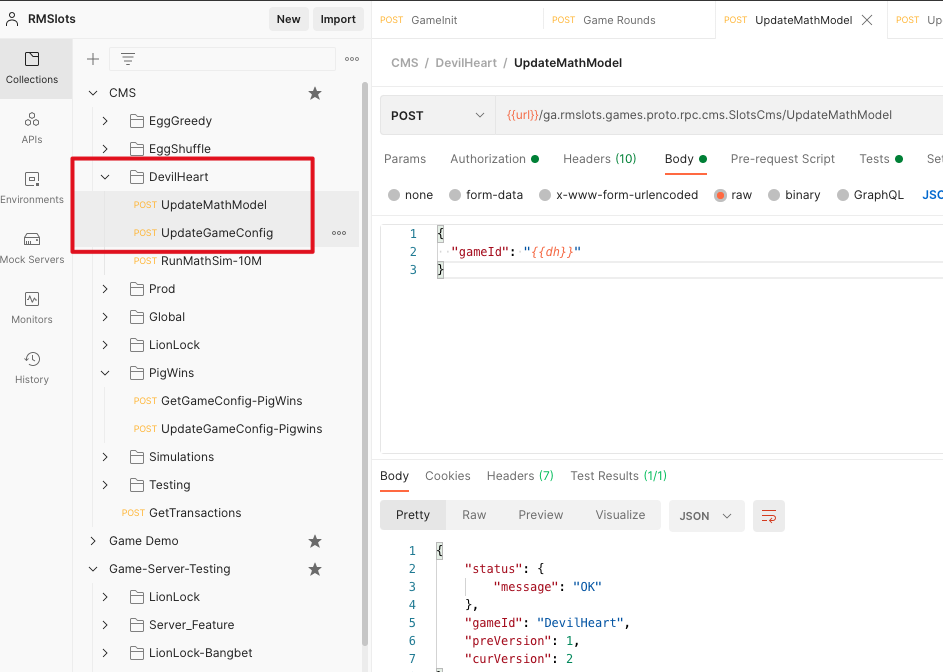 RMSlots
New Import
POST GameInit
POST Game Rounds
POST UpdateMathModel
POST Up
Collections
APIs
Environments
Mock Servers
Monitors
History
CMS
EggGreedy
EggShuffle
DevilHeart
POST UpdateMathModel
POST UpdateGameConfig
POST RunMathSim-10M
Prod
Global
LionLock
PigWins
POST GetGameConfig-PigWins
POST UpdateGameConfig-Pigwins
Simulations
Testing
POST GetTransactions
Game Demo
Game-Server-Testing
LionLock
Server_Feature
LionLock-Bangbet
CMS / DevilHeart / UpdateMathModel
POST {{url}}/ga.rmslots.games.proto.rpc.cms.SlotsCms/UpdateMathModel
Params Authorization Headers (10) Body Pre-request Script Tests Set
none form-data x-www-form-urlencoded raw binary GraphQL JSO
1 {
2 "gameId": "{{dh}}"
3 }
Body Cookies Headers (7) Test Results (1/1)
Pretty Raw Preview Visualize JSON
1 {
2 "status": {
3 "message": "OK"
4 },
5 "gameId": "DevilHeart",
6 "preVersion": 1,
7 "curVersion": 2